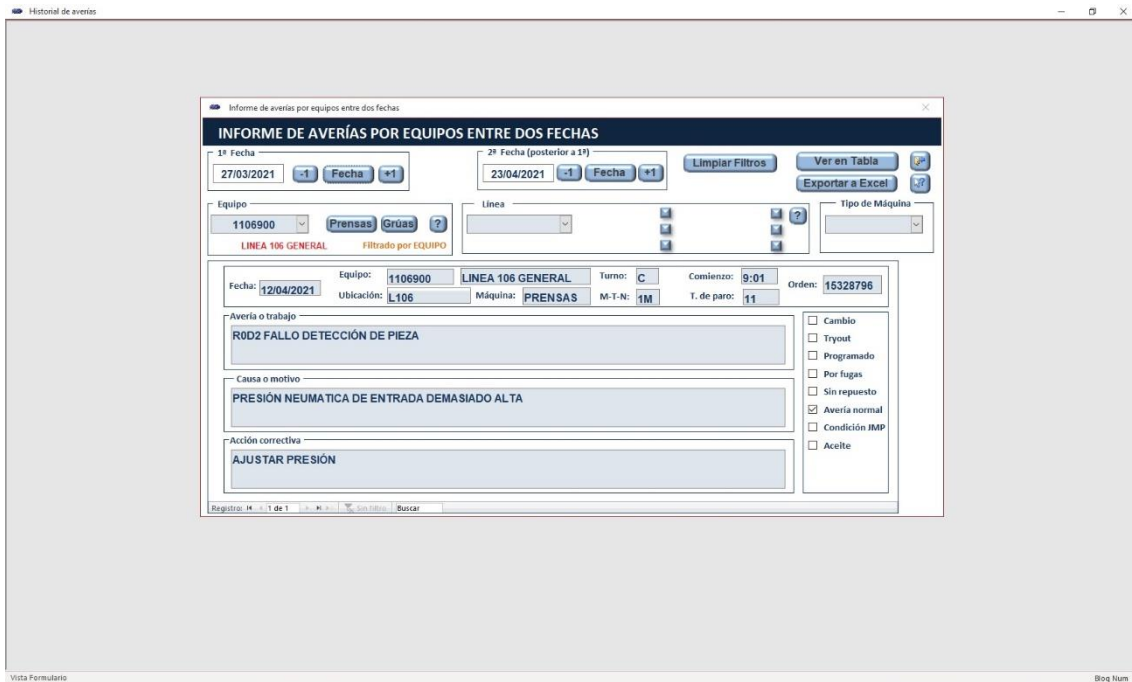 Historial de averías
Informe de averías por equipos entre dos fechas
INFORME DE AVERÍAS POR EQUIPOS ENTRE DOS FECHAS
1ª Fecha
27/03/2021 -1 Fecha +1
2ª Fecha (posterior a 1ª)
23/04/2021 -1 Fecha +1
Limpiar Filtros
Ver en Tabla
Exportar a Excel
Equipo
1106900 Prensas Grúas ?
LINEA 106 GENERAL Filtrado por EQUIPO
Línea
?
Tipo de Máquina
Fecha: 12/04/2021
Equipo: 1106900 LINEA 106 GENERAL Turno: C Comienzo: 9:01
Orden: 15328796
Ubicación: L106 Máquina: PRENSAS M-T-N: 1M T. de paro: 11
Avería o trabajo
R0D2 FALLO DETECCIÓN DE PIEZA
Causa o motivo
PRESIÓN NEUMATICA DE ENTRADA DEMASIADO ALTA
Acción correctiva
AJUSTAR PRESIÓN
Cambio
Tryout
Programado
Por fugas
Sin repuesto
Avería normal
Condición JMP
Aceite
Registro: 1 de 1 Sin filtro Buscar
Vista Formulario
Bloq Num